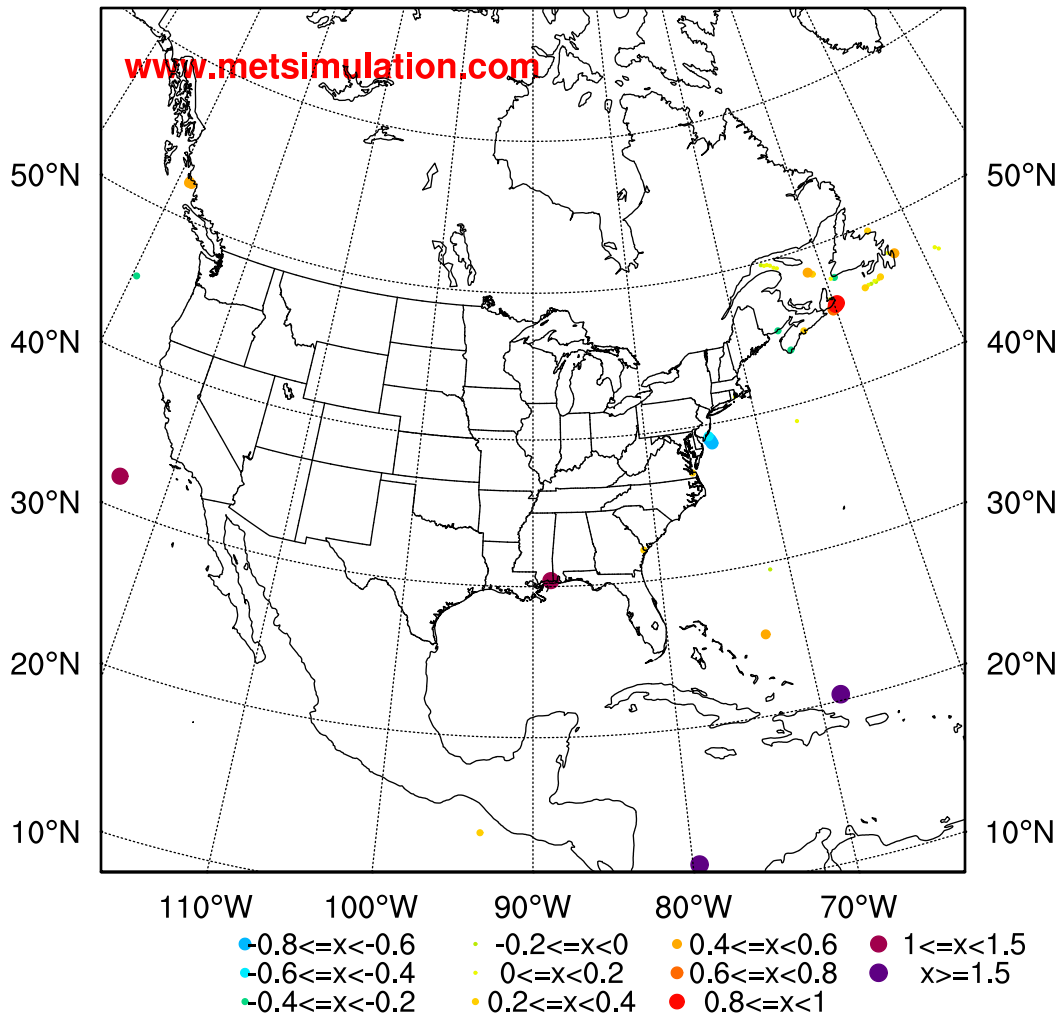 www.metsimulation.com
50°N 50°N
40°N 40°N
30°N 30°N
20°N 20°N
10°N 10°N
110°W 100°W 90°W 80°W 70°W
-0.8<=x<-0.6 -0.2<=x<0 0.4<=x<0.6 1<=x<1.5
-0.6<=x<-0.4 0<=x<0.2 0.6<=x<0.8 x>=1.5
-0.4<=x<-0.2 0.2<=x<0.4 0.8<=x<1